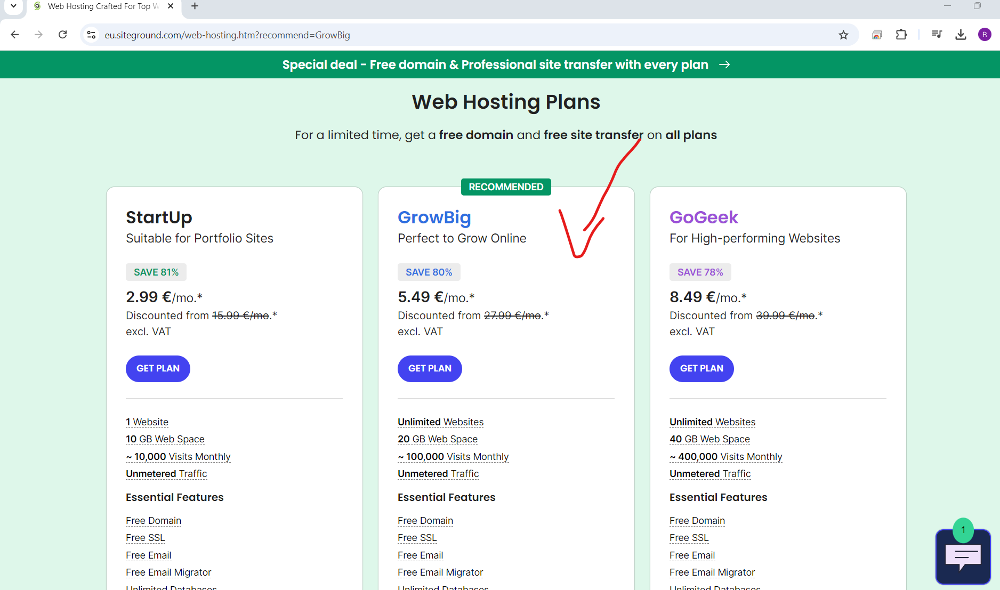 Web Hosting Crafted For Top W
eu.siteground.com/web-hosting.htm?recommend=GrowBig
R
Special deal - Free domain & Professional site transfer with every plan →
Web Hosting Plans
For a limited time, get a free domain and free site transfer on all plans
StartUp
Suitable for Portfolio Sites
SAVE 81%
2.99 €/mo.*
Discounted from 15.99 €/mo.*
excl. VAT
GET PLAN
1 Website
10 GB Web Space
~ 10,000 Visits Monthly
Unmetered Traffic
Essential Features
Free Domain
Free SSL
Free Email
Free Email Migrator
Unlimited Databases
RECOMMENDED
GrowBig
Perfect to Grow Online
SAVE 80%
5.49 €/mo.*
Discounted from 27.99 €/mo.*
excl. VAT
GET PLAN
Unlimited Websites
20 GB Web Space
~ 100,000 Visits Monthly
Unmetered Traffic
Essential Features
Free Domain
Free SSL
Free Email
Free Email Migrator
Unlimited Databases
GoGeek
For High-performing Websites
SAVE 78%
8.49 €/mo.*
Discounted from 39.99 €/mo.*
excl. VAT
GET PLAN
Unlimited Websites
40 GB Web Space
~ 400,000 Visits Monthly
Unmetered Traffic
Essential Features
Free Domain
Free SSL
Free Email
Free Email Migrator
Unlimited Databases
1